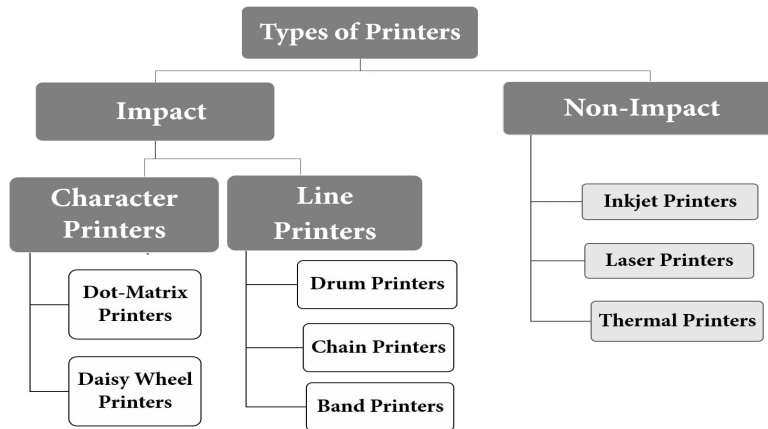 Types of Printers
Impact
Non-Impact
Character
Printers
Line
Printers
Dot-Matrix
Printers
Daisy Wheel
Printers
Drum Printers
Chain Printers
Band Printers
Inkjet Printers
Laser Printers
Thermal Printers